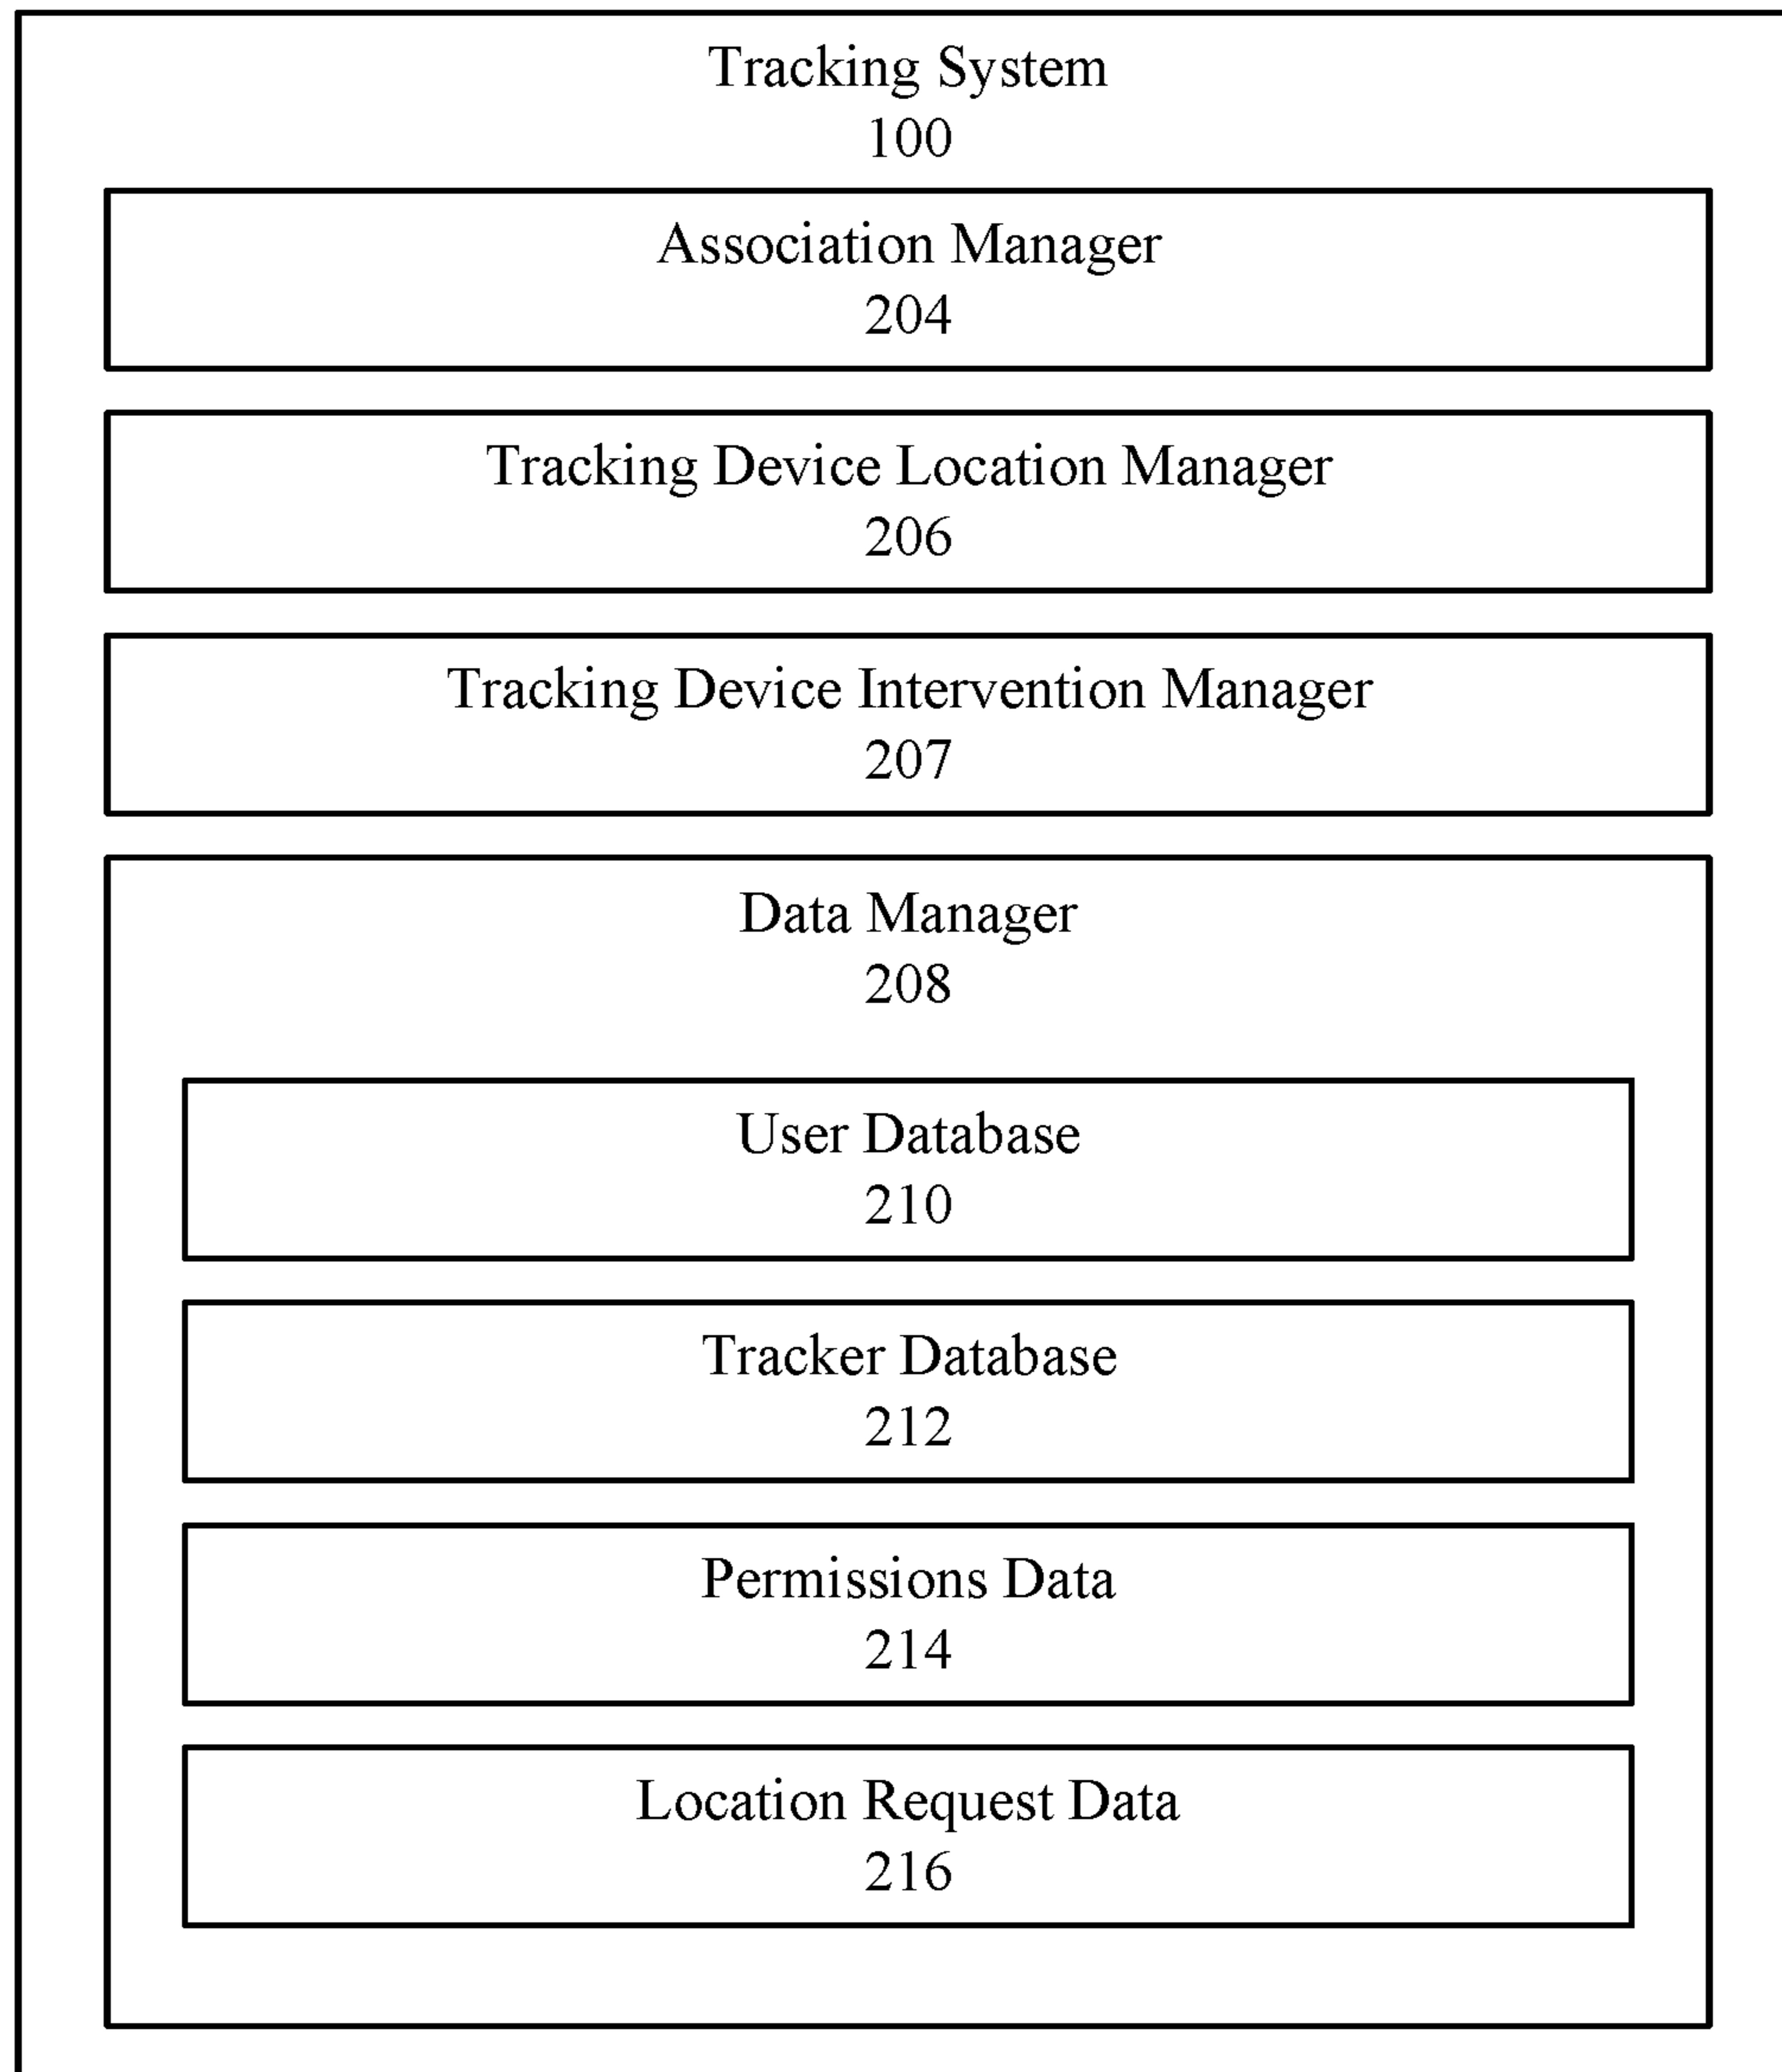 Tracking System
100
Association Manager
204
Tracking Device Location Manager
206
Tracking Device Intervention Manager
207
Data Manager
208
User Database
210
Tracker Database
212
Permissions Data
214
Location Request Data
216